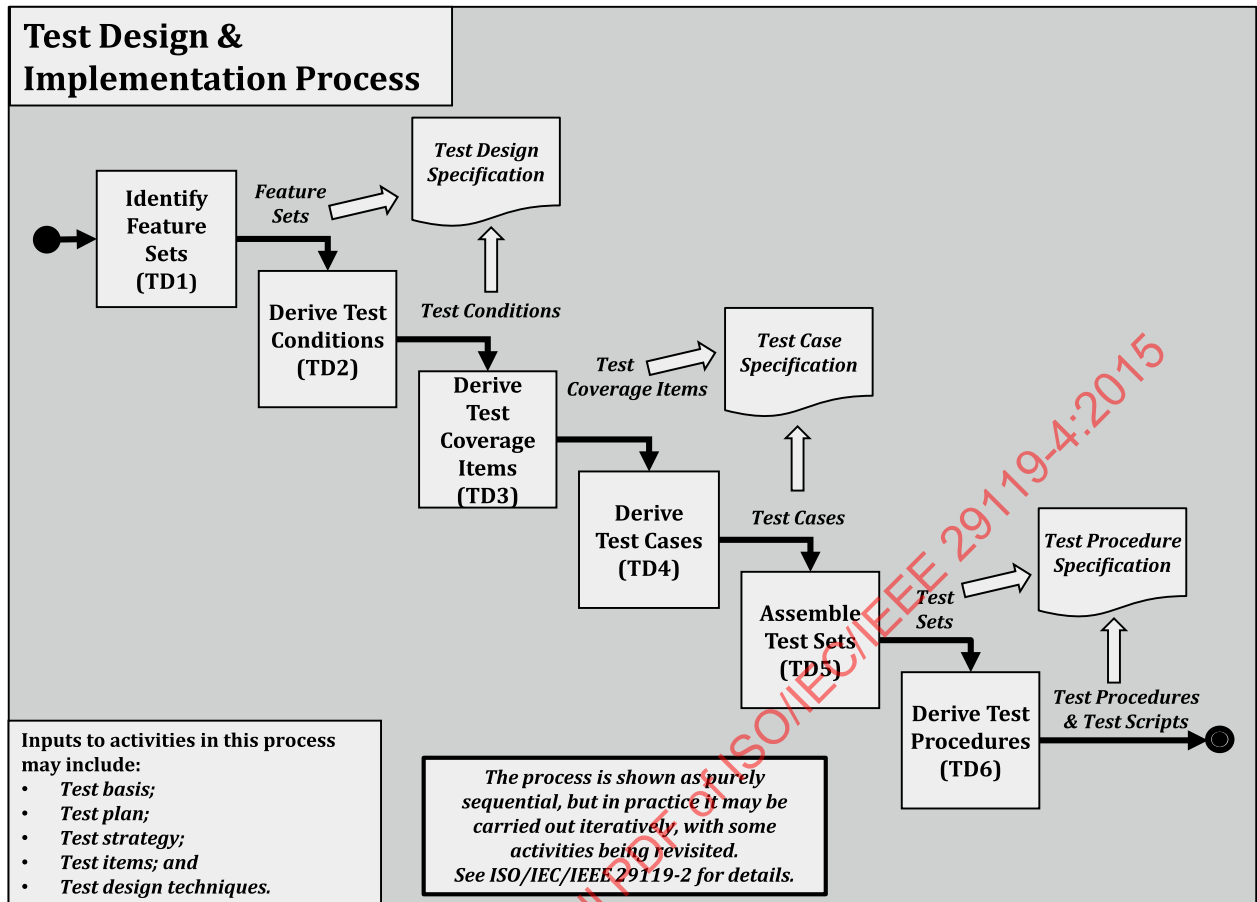 Test Design &
Implementation Process
Test Design
Specification
Identify
Feature
Sets
(TD1)
Feature
Sets
Derive Test
Conditions
(TD2)
Test Conditions
Test Case
Specification
Test
Coverage Items
Derive
Test
Coverage
Items
(TD3)
Derive
Test Cases
(TD4)
Test Cases
Test Procedure
Specification
Assemble
Test Sets
(TD5)
Test
Sets
Derive Test
Procedures
(TD6)
Test Procedures
& Test Scripts
Inputs to activities in this process
may include:
• Test basis;
• Test plan;
• Test strategy;
• Test items; and
• Test design techniques.
The process is shown as purely
sequential, but in practice it may be
carried out iteratively, with some
activities being revisited.
See ISO/IEC/IEEE 29119-2 for details.
PDF of ISO/IEC/IEEE 29119-4:2015